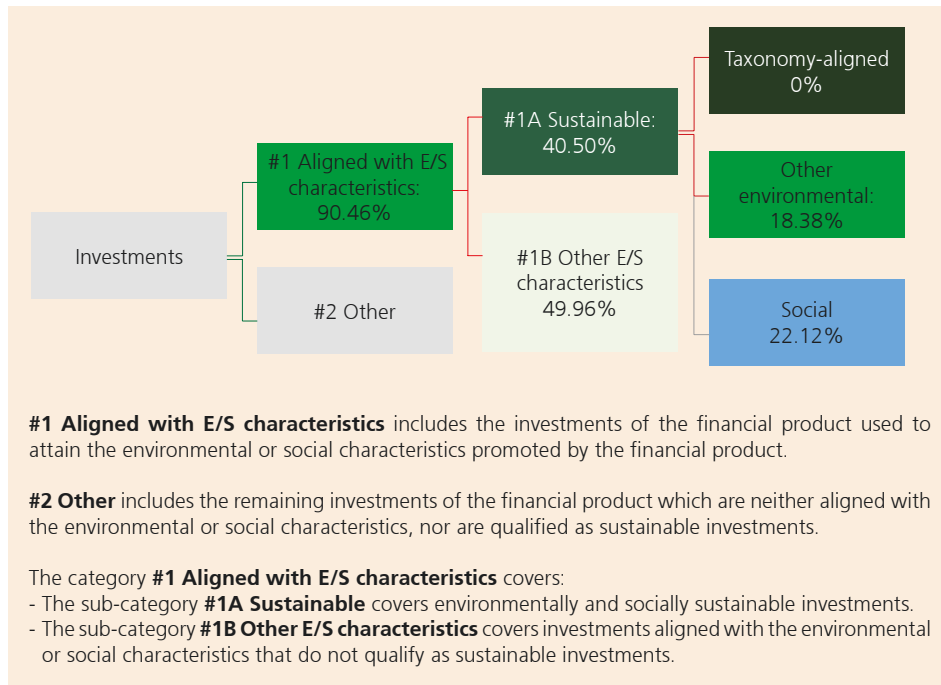 Investments
#1 Aligned with E/S
characteristics:
90.46%
#2 Other
#1A Sustainable:
40.50%
#1B Other E/S
characteristics
49.96%
Taxonomy-aligned
0%
Other
environmental:
18.38%
Social
22.12%
#1 Aligned with E/S characteristics includes the investments of the financial product used to
attain the environmental or social characteristics promoted by the financial product.
#2 Other includes the remaining investments of the financial product which are neither aligned with
the environmental or social characteristics, nor are qualified as sustainable investments.
The category #1 Aligned with E/S characteristics covers:
- The sub-category #1A Sustainable covers environmentally and socially sustainable investments.
- The sub-category #1B Other E/S characteristics covers investments aligned with the environmental
or social characteristics that do not qualify as sustainable investments.